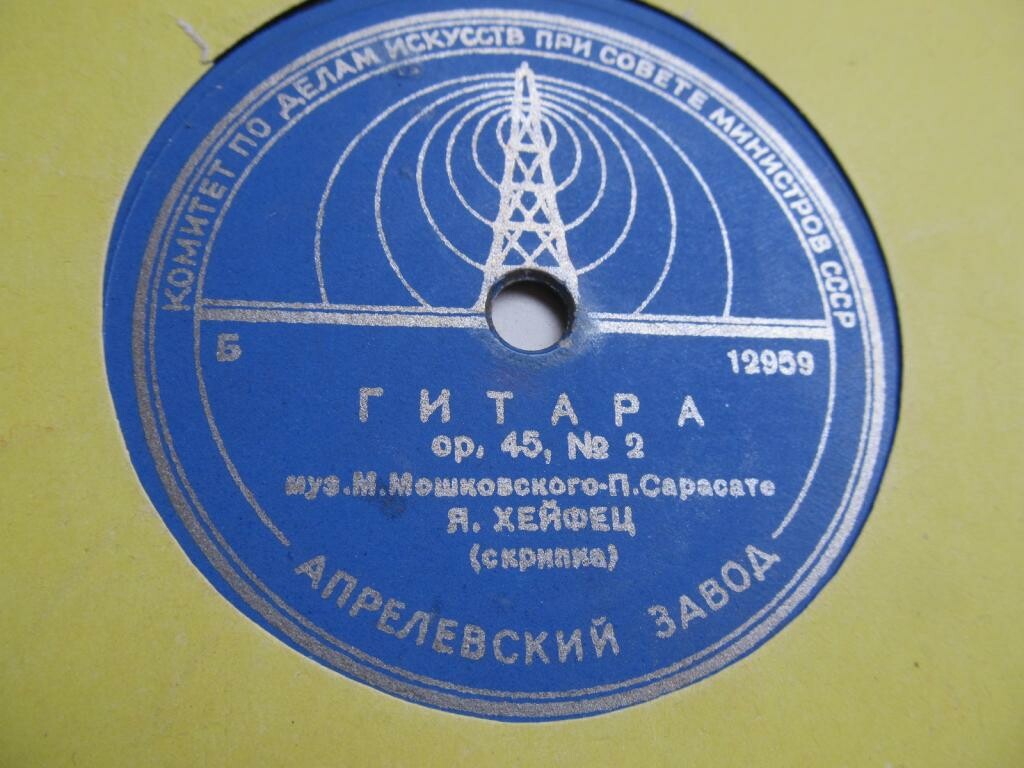 КОМИТЕТ ПО ДЕЛАМ ИСКУССТВ ПРИ СОВЕТЕ МИНИСТРОВ СССР
Б
12959
ГИТАРА
ор. 45, № 2
муз.М.Мошковского-П.Сарасате
Я. ХЕЙФЕЦ
(скрипка)
АПРЕЛЕВСКИЙ ЗАВОД